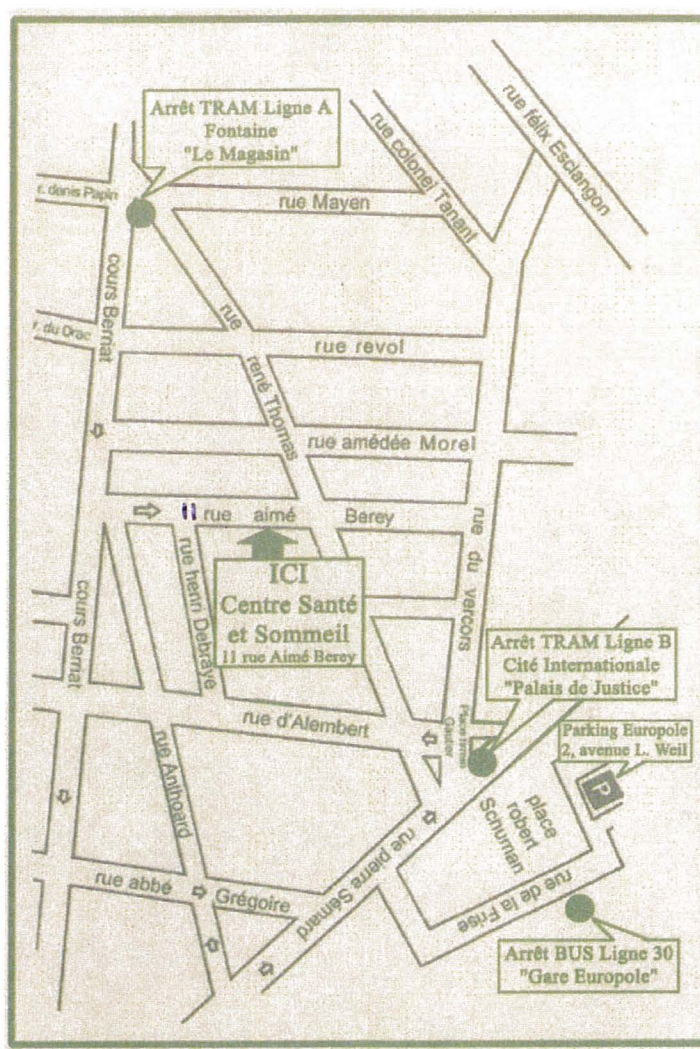 Arrêt TRAM Ligne A
Fontaine
"Le Magasin"
rue félix Esclangon
rue colonel Tanant
r. denis Papin
rue Mayen
cours Berriat
r. du Drac
rue
rené Thomas
rue revol
rue amédée Morel
11 rue aimé Berey
rue henri Debraye
rue du vercors
ICI
Centre Santé
et Sommeil
11 rue Aimé Berey
cours Berriat
Arrêt TRAM Ligne B
Cité Internationale
"Palais de Justice"
rue d'Alembert
Parking Europole
2, avenue L. Weil
P
rue Anthoard
place
robert
Schuman
rue pierre Sémard
rue abbé Grégoire
rue de la Frise
Arrêt BUS Ligne 30
"Gare Europole"